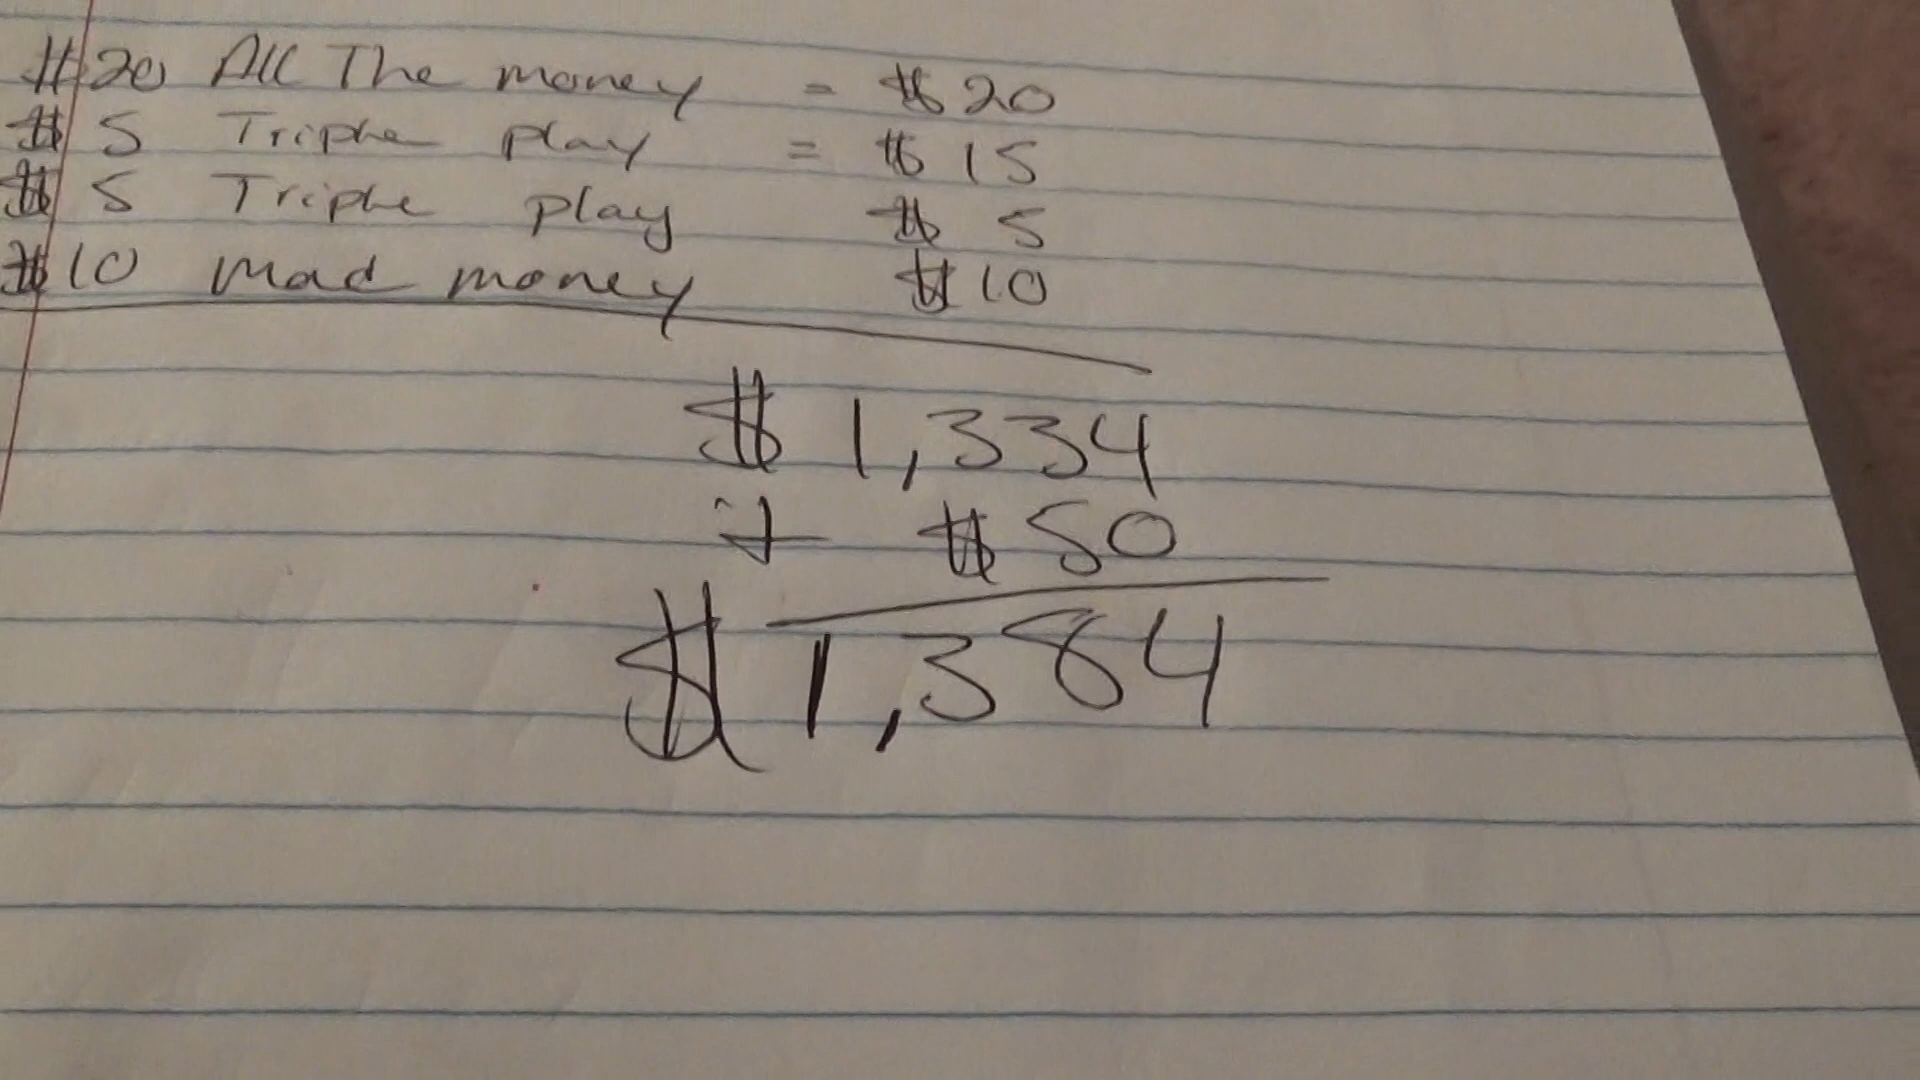 $20 All The money = $20
$5 Triple play = $15
$5 Triple play $5
$10 mad money $10
$1,334
+ $50
$1,384